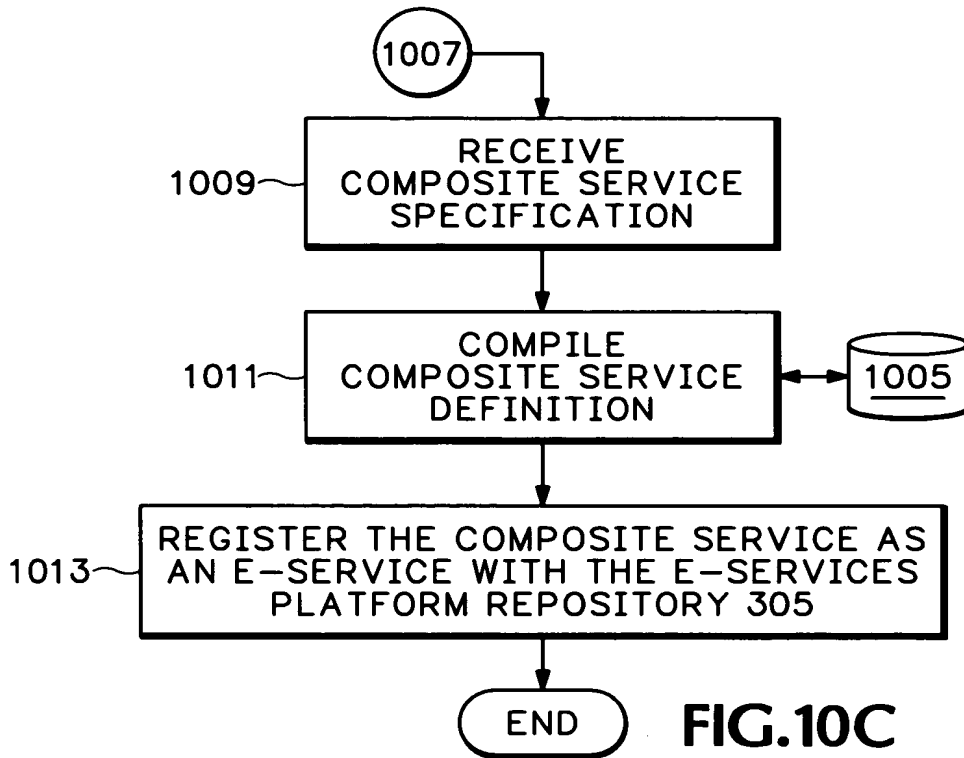 1007
RECEIVE
COMPOSITE SERVICE
SPECIFICATION
1009
COMPILE
COMPOSITE SERVICE
DEFINITION
1011
1005
REGISTER THE COMPOSITE SERVICE AS
AN E-SERVICE WITH THE E-SERVICES
PLATFORM REPOSITORY 305
1013
END
FIG.10C